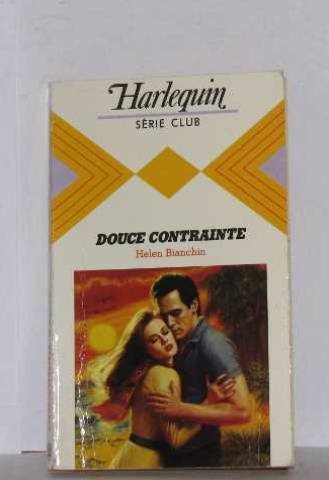 Harlequin
SÉRIE CLUB
DOUCE CONTRAINTE
Helen Bianchin